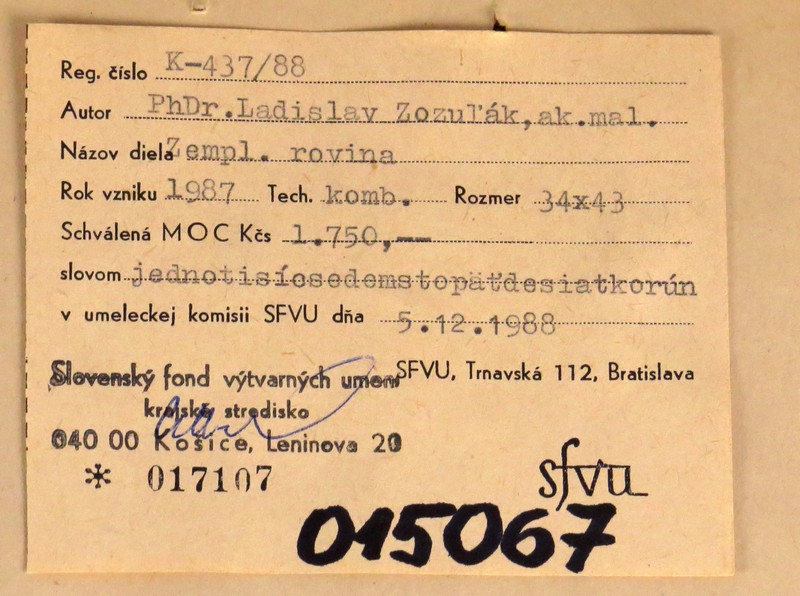 Reg. číslo K-437/88
Autor PhDr.Ladislav Zozuľák,ak.mal.
Názov diela Zempl. rovina
Rok vzniku 1987 Tech. komb. Rozmer 34x43
Schválená MOC Kčs 1.750,--
slovom jednotisícsedemstopäťdesiatkorún
v umeleckej komisii SFVU dňa 5.12.1988
SFVU, Trnavská 112, Bratislava
Slovenský fond výtvarných umení
krajské stredisko
040 00 Košice, Leninova 20
* 017107
sfvu
015067